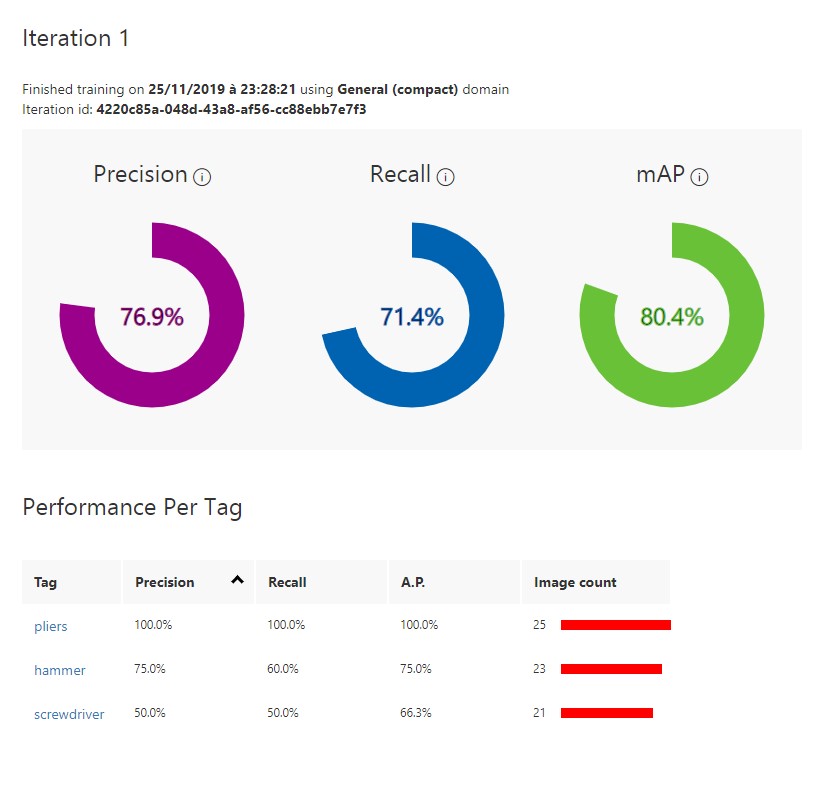 Iteration 1
Finished training on 25/11/2019 à 23:28:21 using General (compact) domain
Iteration id: 4220c85a-048d-43a8-af56-cc88ebb7e7f3
Precision Recall mAP
76.9% 71.4% 80.4%
Performance Per Tag
Tag Precision Recall A.P. Image count
pliers 100.0% 100.0% 100.0% 25
hammer 75.0% 60.0% 75.0% 23
screwdriver 50.0% 50.0% 66.3% 21